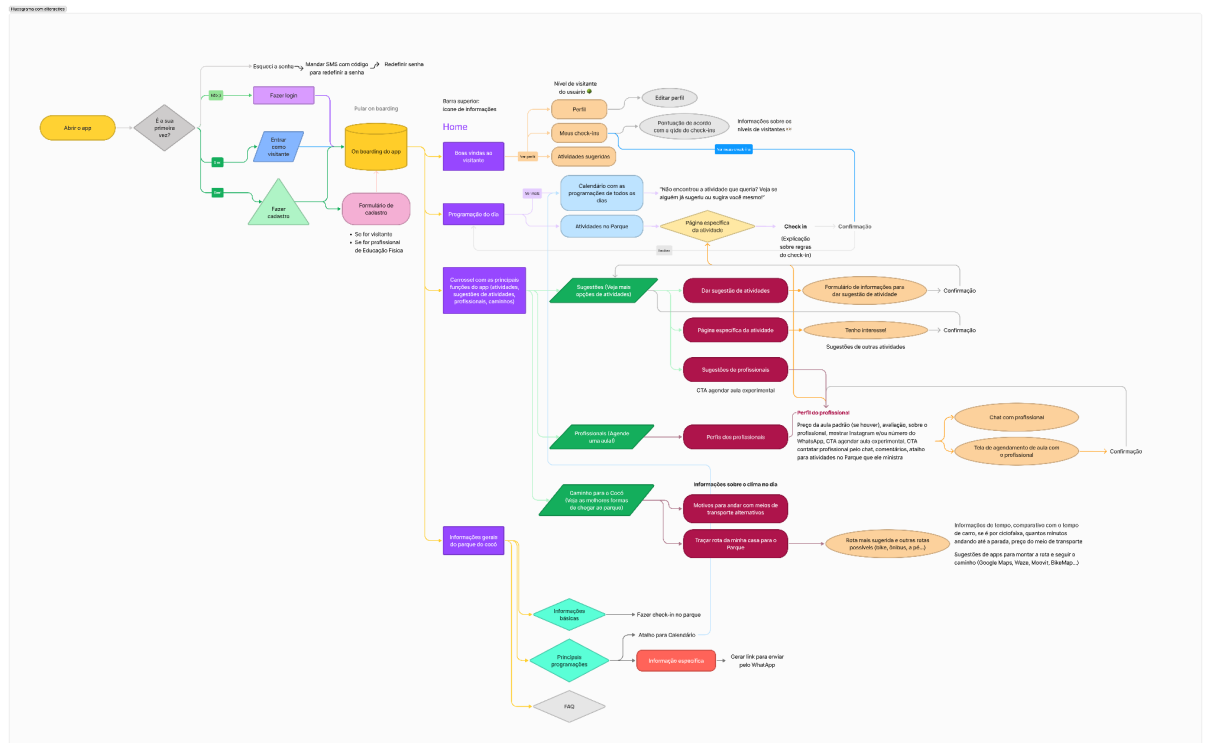 Fluxograma com alterações
Abrir o app
É a sua
primeira
vez?
Esqueci a senha
Mandar SMS com código
para redefinir a senha
Redefinir senha
Fazer login
Entrar
como
visitante
Fazer
cadastro
Pular on boarding
On boarding do app
Formulário de
cadastro
Se for visitante
Se for profissional
de Educação Física
Barra superior:
ícone de informações
Home
Boas vindas ao
visitante
Ver perfil
Nível de visitante
do usuário
Perfil
Editar perfil
Meus check-ins
Pontuação de acordo
com a qtde de check-ins
Informações sobre os
níveis de visitantes
Atividades sugeridas
Programação do dia
Calendário com as
programações de todos os
dias
"Não encontrou a atividade que queria? Veja se
alguém já sugeriu ou sugira você mesmo!"
Atividades no Parque
Página específica
da atividade
Check in
(Explicação
sobre regras
do check-in)
Confirmação
Carrossel com as principais
funções do app (atividades,
sugestões de atividades,
profissionais, caminhos)
Sugestões (Veja mais
opções de atividades)
Dar sugestão de atividades
Formulário de informações para
dar sugestão de atividade
Confirmação
Página específica da atividade
Tenho interesse!
Confirmação
Sugestões de outras atividades
Sugestões de profissionais
CTA agendar aula experimental
Profissionais (Agende
uma aula!)
Perfis dos profissionais
Perfil do profissional
Preço da aula padrão (se houver), avaliação, sobre o
profissional, mostrar Instagram e/ou número do
WhatsApp, CTA agendar aula experimental, CTA
contatar profissional pelo chat, comentários, atalho
para atividades no Parque que ele ministra
Chat com profissional
Tela de agendamento de aula com
o profissional
Confirmação
Caminho para o Cocó
(Veja as melhores formas
de chegar ao parque)
Informações sobre o clima no dia
Motivos para andar com meios de
transporte alternativos
Traçar rota da minha casa para o
Parque
Rota mais sugerida e outras rotas
possíveis (bike, ônibus, a pé...)
Informações do tempo, comparativo com o tempo
de carro, se é por ciclofaixa, quantos minutos
andando até a parada, preço do meio de transporte
Sugestões de apps para montar a rota e seguir o
caminho (Google Maps, Waze, Moovit, BikeMap...)
Informações gerais
do parque do cocó
Informações
básicas
Fazer check-in no parque
Principais
programações
Atalho para Calendário
Informação específica
Gerar link para enviar
pelo WhatApp
FAQ